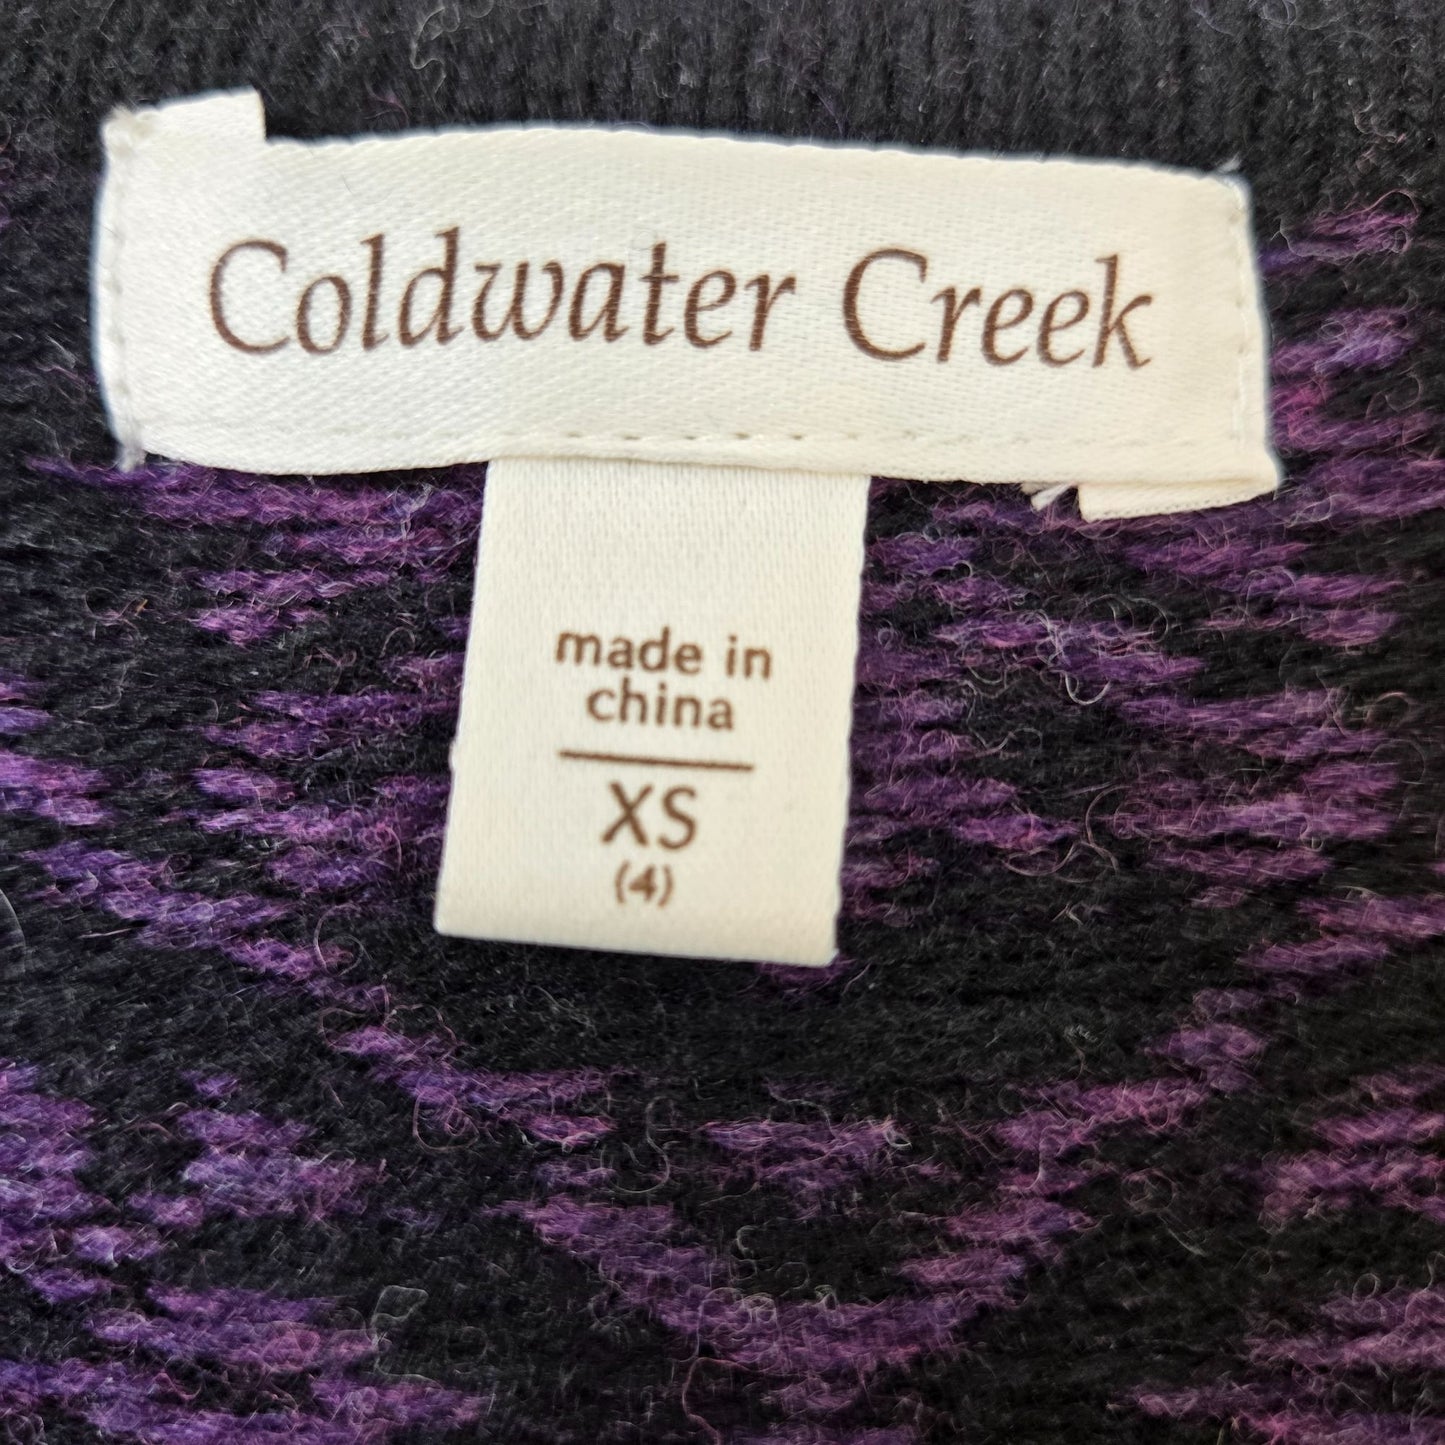 Coldwater Creek
made in
china
XS
(4)